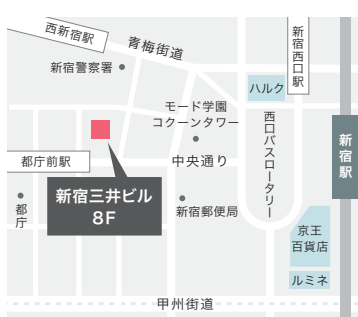 西新宿駅
青梅街道
新宿警察署
新宿西口駅
ハルク
モード学園
コクーンタワー
西口バスロータリー
新宿駅
都庁前駅
中央通り
新宿三井ビル
8F
都庁
新宿郵便局
京王
百貨店
ルミネ
甲州街道